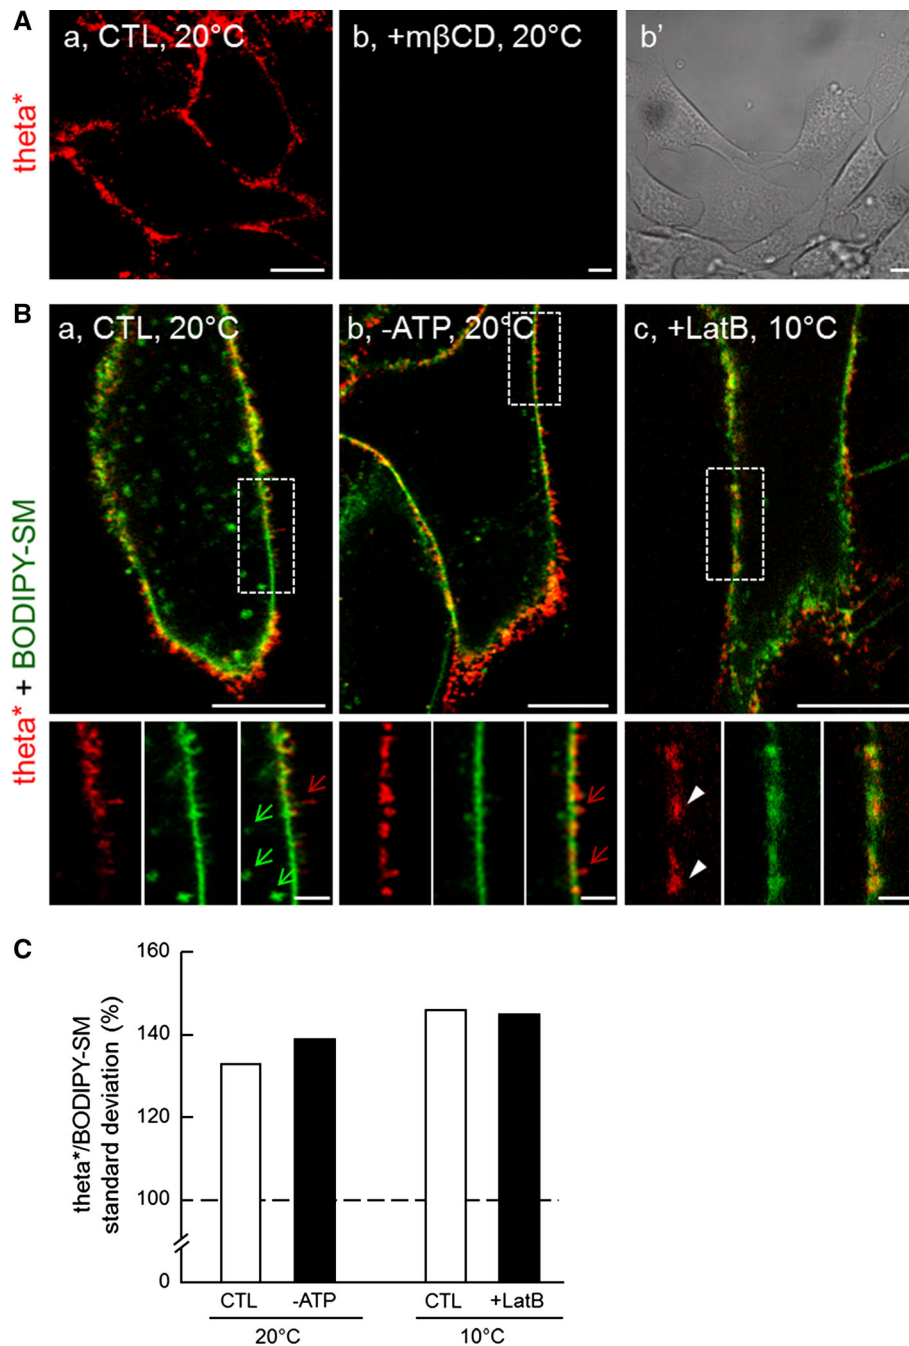 A
theta*
a, CTL, 20°C
b, +mβCD, 20°C
b'
B
theta* + BODIPY-SM
a, CTL, 20°C
b, -ATP, 20°C
c, +LatB, 10°C
C
theta*/BODIPY-SM
standard deviation (%)
160
140
120
100
0
CTL
-ATP
CTL
+LatB
20°C
10°C